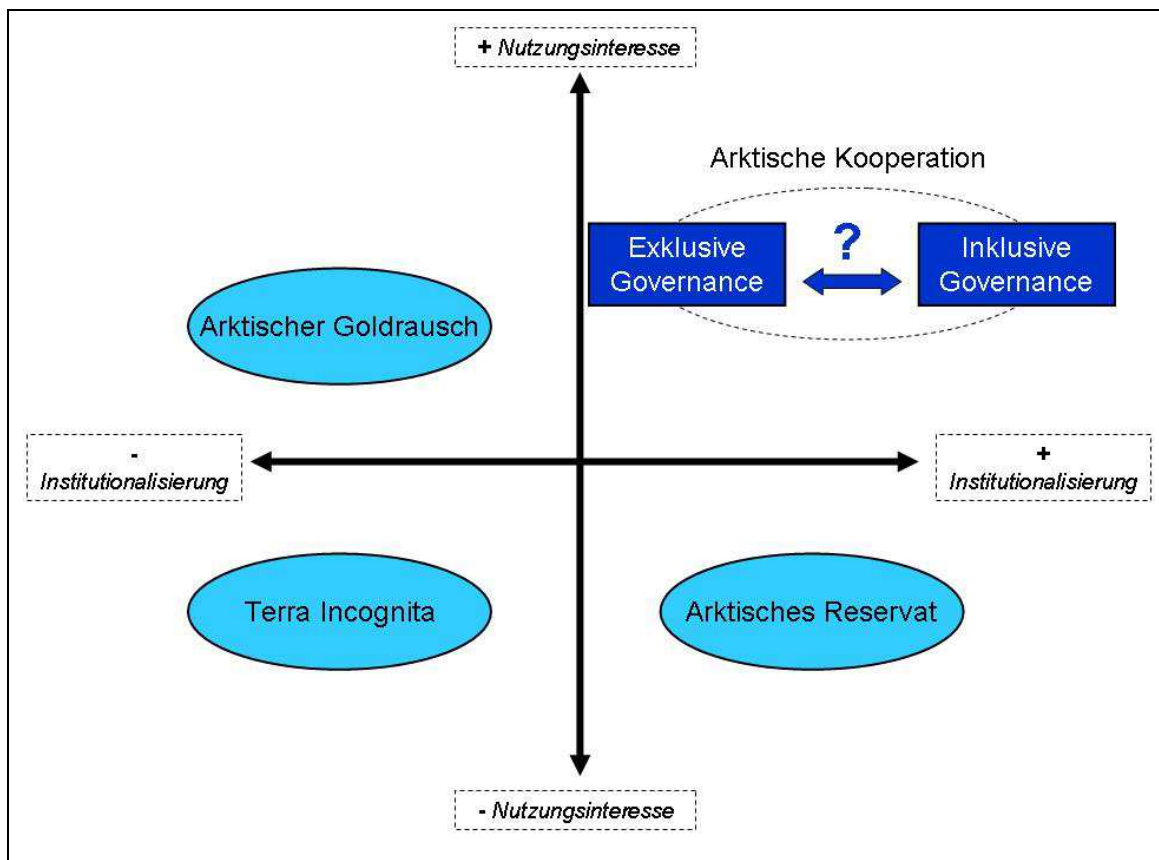 + Nutzungsinteresse
Arktische Kooperation
?
Exklusive
Governance
Inklusive
Governance
Arktischer Goldrausch
-
Institutionalisierung
+
Institutionalisierung
Terra Incognita
Arktisches Reservat
- Nutzungsinteresse